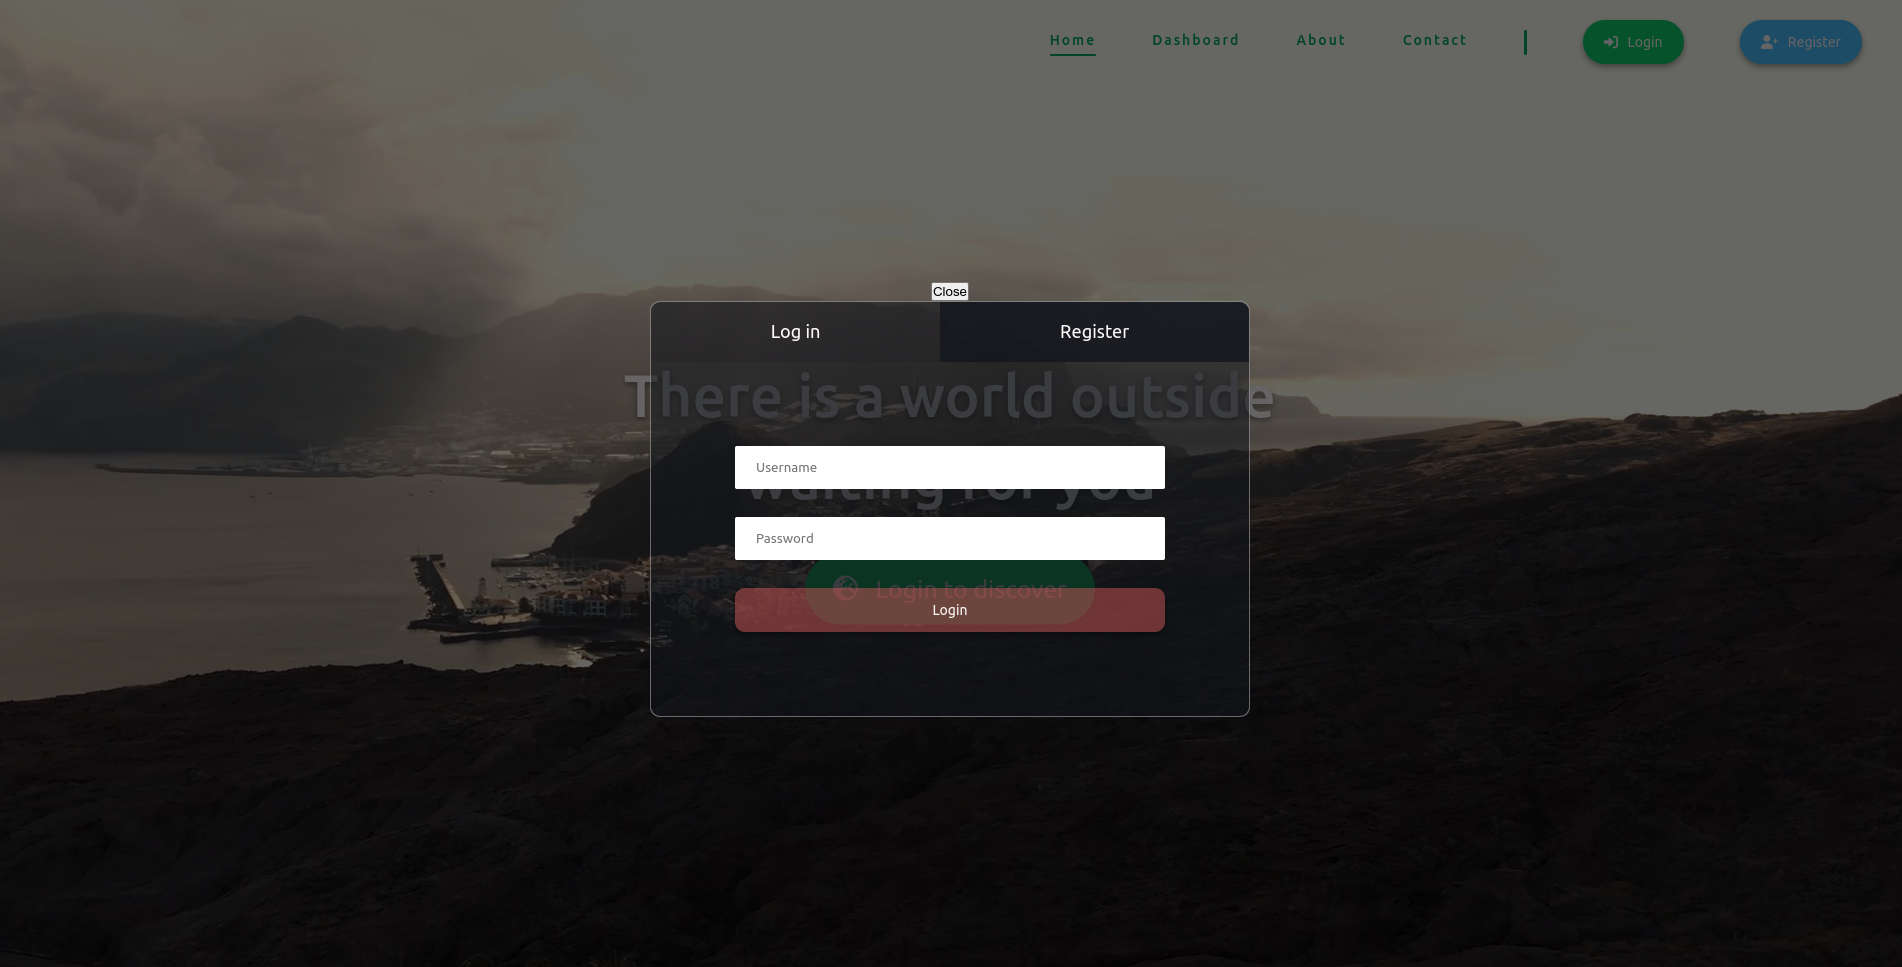 Home Dashboard About Contact Login Register
Close
Log in Register
There is a world outside
Username
waiting for you
Password
Login to discover
Login